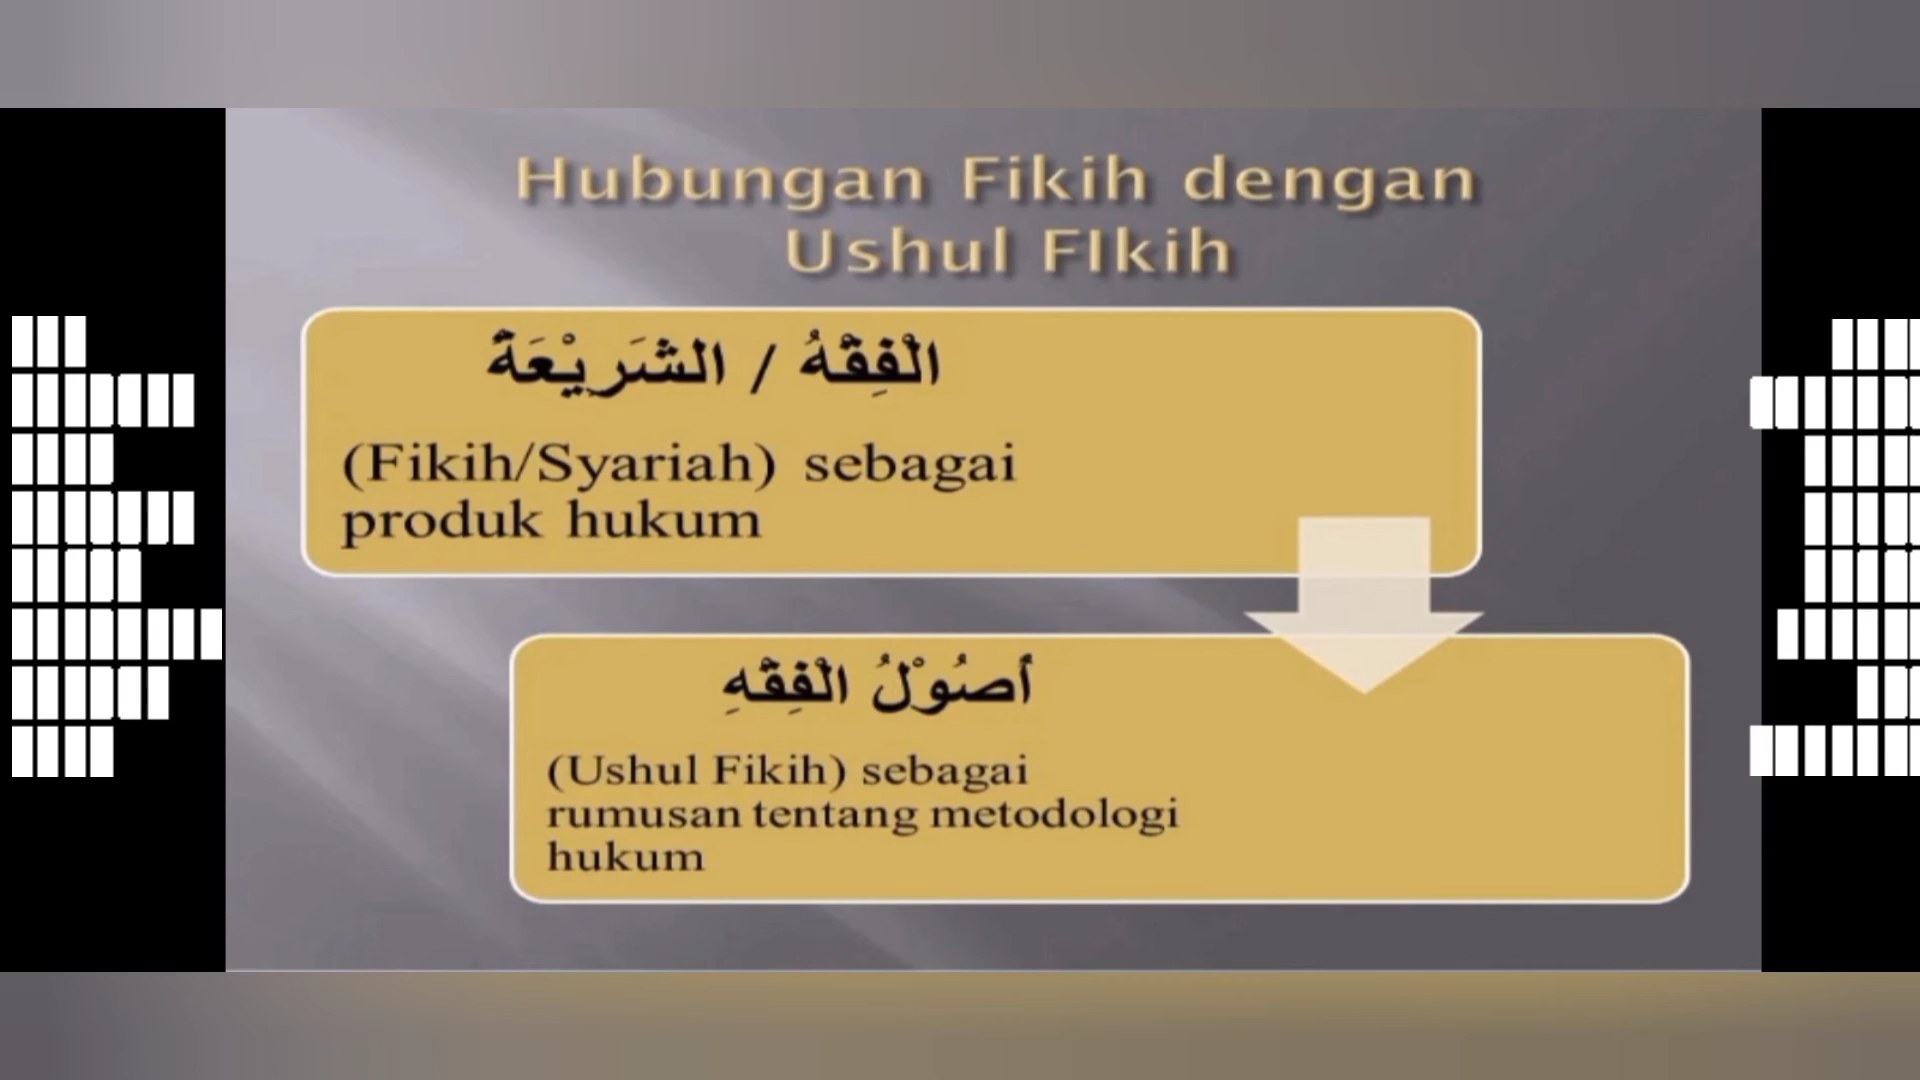 Hubungan Fikih dengan
Ushul FIkih
الْفِقْهُ / الشَرِيْعَةُ
(Fikih/Syariah) sebagai
produk hukum
أُصُوْلُ الْفِقْهِ
(Ushul Fikih) sebagai
rumusan tentang metodologi
hukum